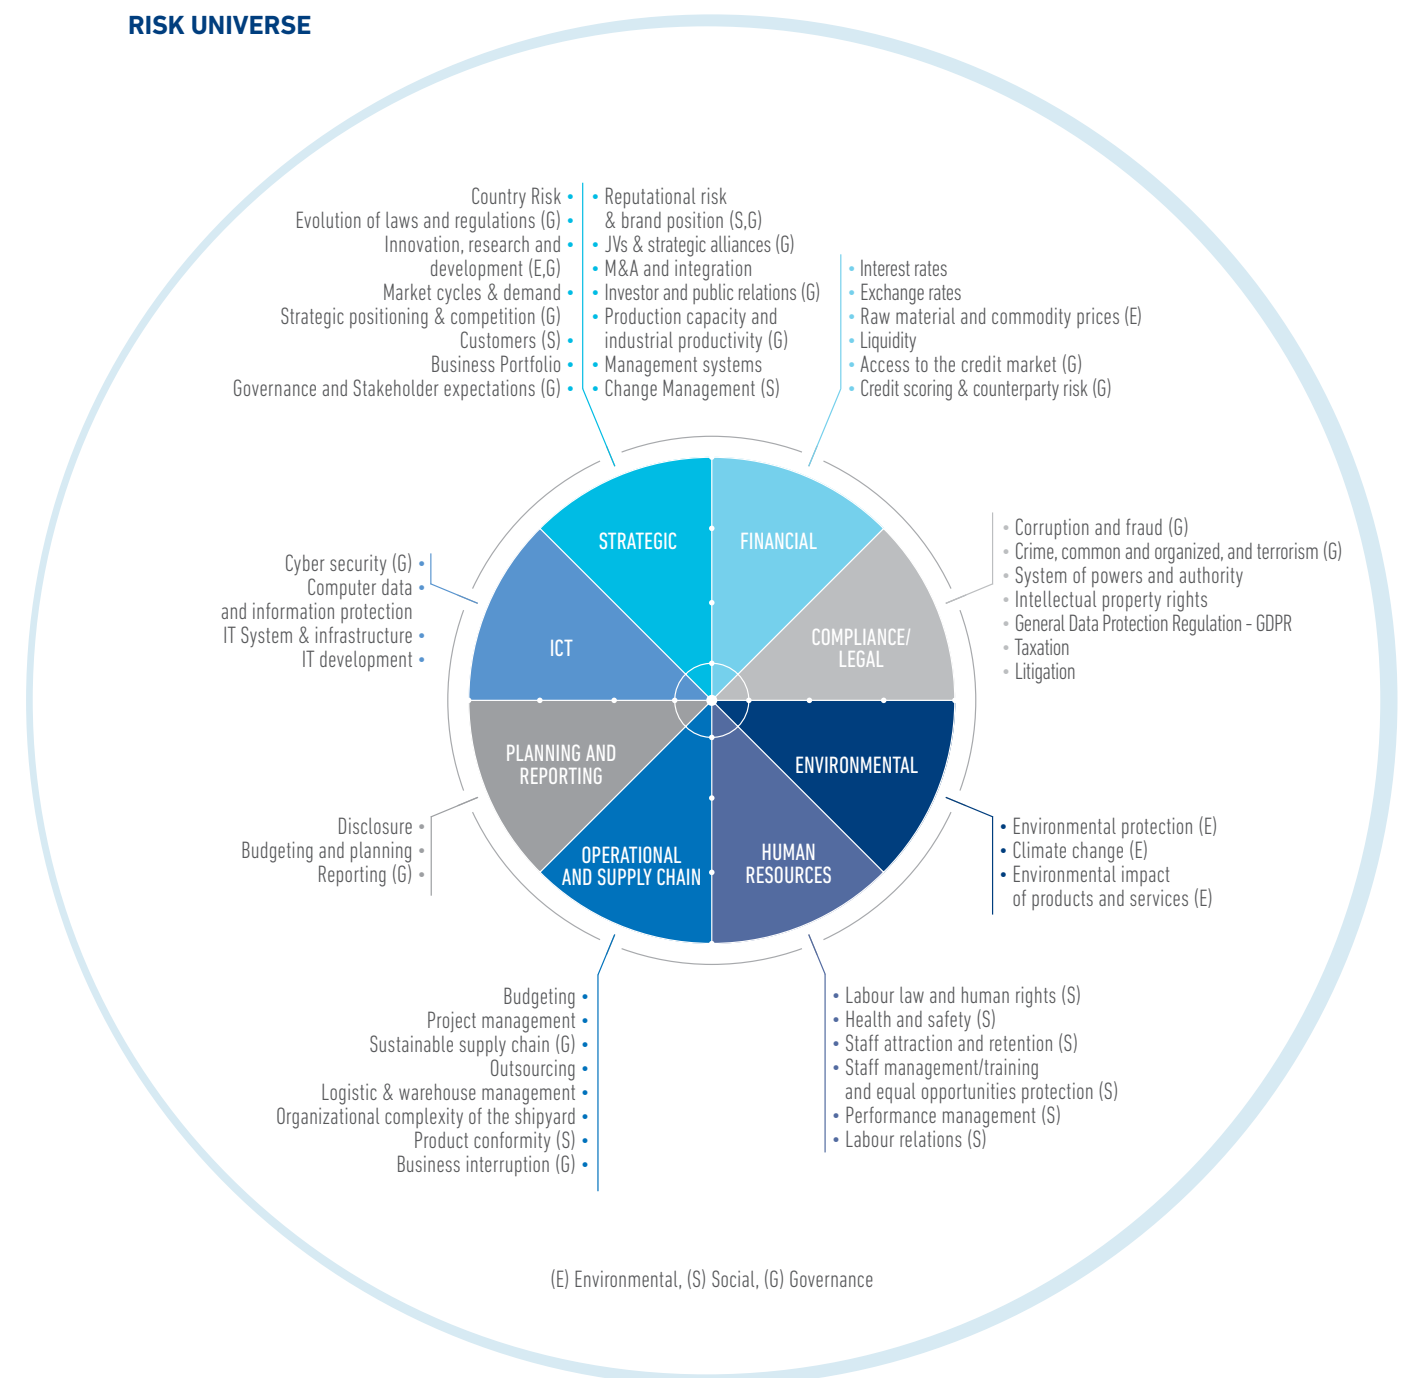 RISK UNIVERSE
Country Risk •
Evolution of laws and regulations (G) •
Innovation, research and •
development (E,G)
Market cycles & demand •
Strategic positioning & competition (G)
Customers (S) •
Business Portfolio •
Governance and Stakeholder expectations (G) •
• Reputational risk
& brand position (S,G)
• JVs & strategic alliances (G)
• M&A and integration
• Investor and public relations (G)
• Production capacity and
industrial productivity (G)
• Management systems
• Change Management (S)
• Interest rates
• Exchange rates
• Raw material and commodity prices (E)
• Liquidity
• Access to the credit market (G)
• Credit scoring & counterparty risk (G)
STRATEGIC
FINANCIAL
• Corruption and fraud (G)
• Crime, common and organized, and terrorism (G)
• System of powers and authority
• Intellectual property rights
• General Data Protection Regulation - GDPR
• Taxation
• Litigation
Cyber security (G) •
Computer data •
and information protection
IT System & infrastructure •
IT development •
ICT
COMPLIANCE/
LEGAL
PLANNING AND
REPORTING
ENVIRONMENTAL
OPERATIONAL
AND SUPPLY CHAIN
HUMAN
RESOURCES
Disclosure •
Budgeting and planning •
Reporting (G) •
• Environmental protection (E)
• Climate change (E)
• Environmental impact
of products and services (E)
Budgeting •
Project management •
Sustainable supply chain (G) •
Outsourcing •
Logistic & warehouse management •
Organizational complexity of the shipyard •
Product conformity (S) •
Business interruption (G) •
• Labour law and human rights (S)
• Health and safety (S)
• Staff attraction and retention (S)
• Staff management/training
and equal opportunities protection (S)
• Performance management (S)
• Labour relations (S)
(E) Environmental, (S) Social, (G) Governance